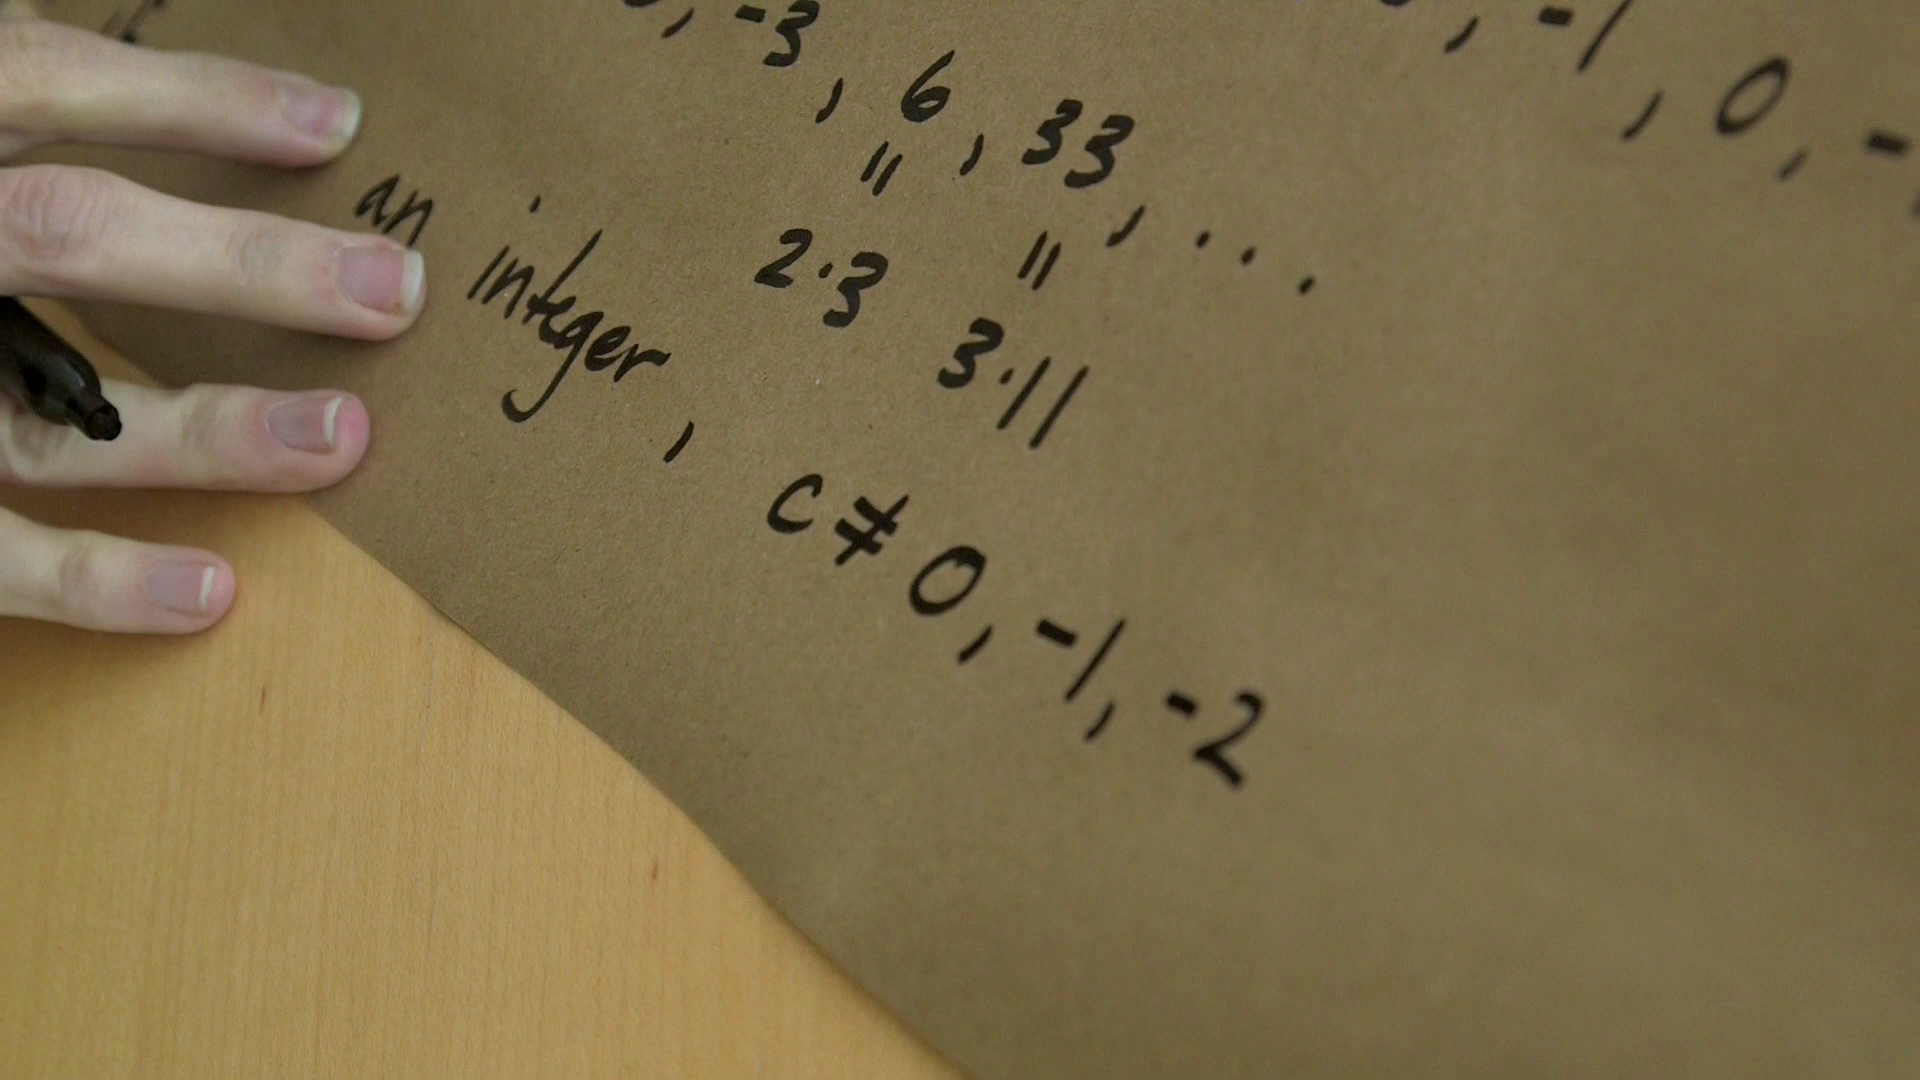 , -3, 6, 33, ...
" "
2·3 3·11
, -1, 0, -
an integer, c ≠ 0, -1, -2